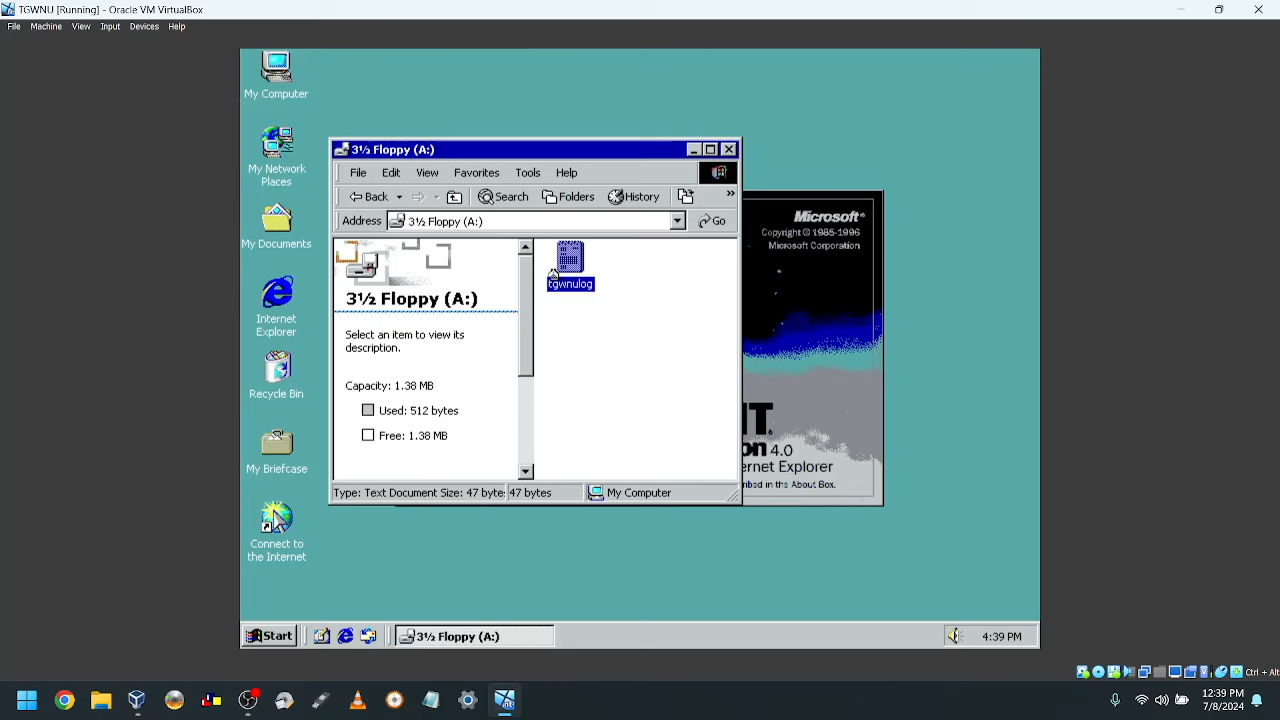 TGWNU [Running] - Oracle VM VirtualBox
File Machine View Input Devices Help
My Computer
My Network
Places
My Documents
Internet
Explorer
Recycle Bin
My Briefcase
Connect to
the Internet
3½ Floppy (A:)
File Edit View Favorites Tools Help
Back Search Folders History »
Address 3½ Floppy (A:) Go
3½ Floppy (A:)
Select an item to view its
description.
Capacity: 1.38 MB
Used: 512 bytes
Free: 1.38 MB
tgwnulog
Type: Text Document Size: 47 byte 47 bytes My Computer
Microsoft®
Copyright © 1985-1996
Microsoft Corporation
on 4.0
ernet Explorer
ribed in the About Box.
Start 3½ Floppy (A:) 4:39 PM
Ctrl + Alt
12:39 PM
7/8/2024